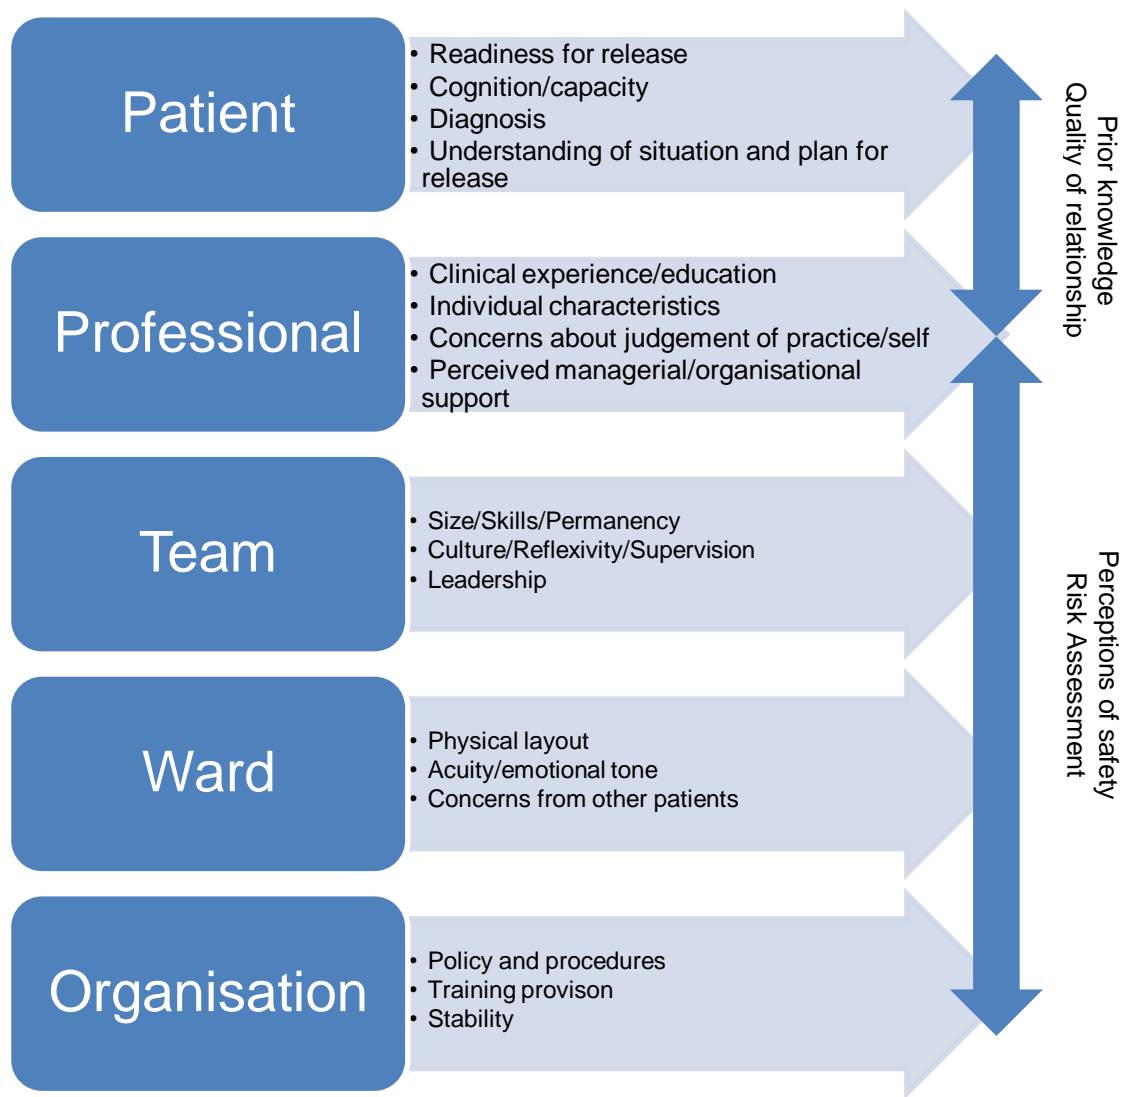 Patient
• Readiness for release
• Cognition/capacity
• Diagnosis
• Understanding of situation and plan for
release
Prior knowledge
Quality of relationship
Professional
• Clinical experience/education
• Individual characteristics
• Concerns about judgement of practice/self
• Perceived managerial/organisational
support
Team
• Size/Skills/Permanency
• Culture/Reflexivity/Supervision
• Leadership
Perceptions of safety
Risk Assessment
Ward
• Physical layout
• Acuity/emotional tone
• Concerns from other patients
Organisation
• Policy and procedures
• Training provison
• Stability